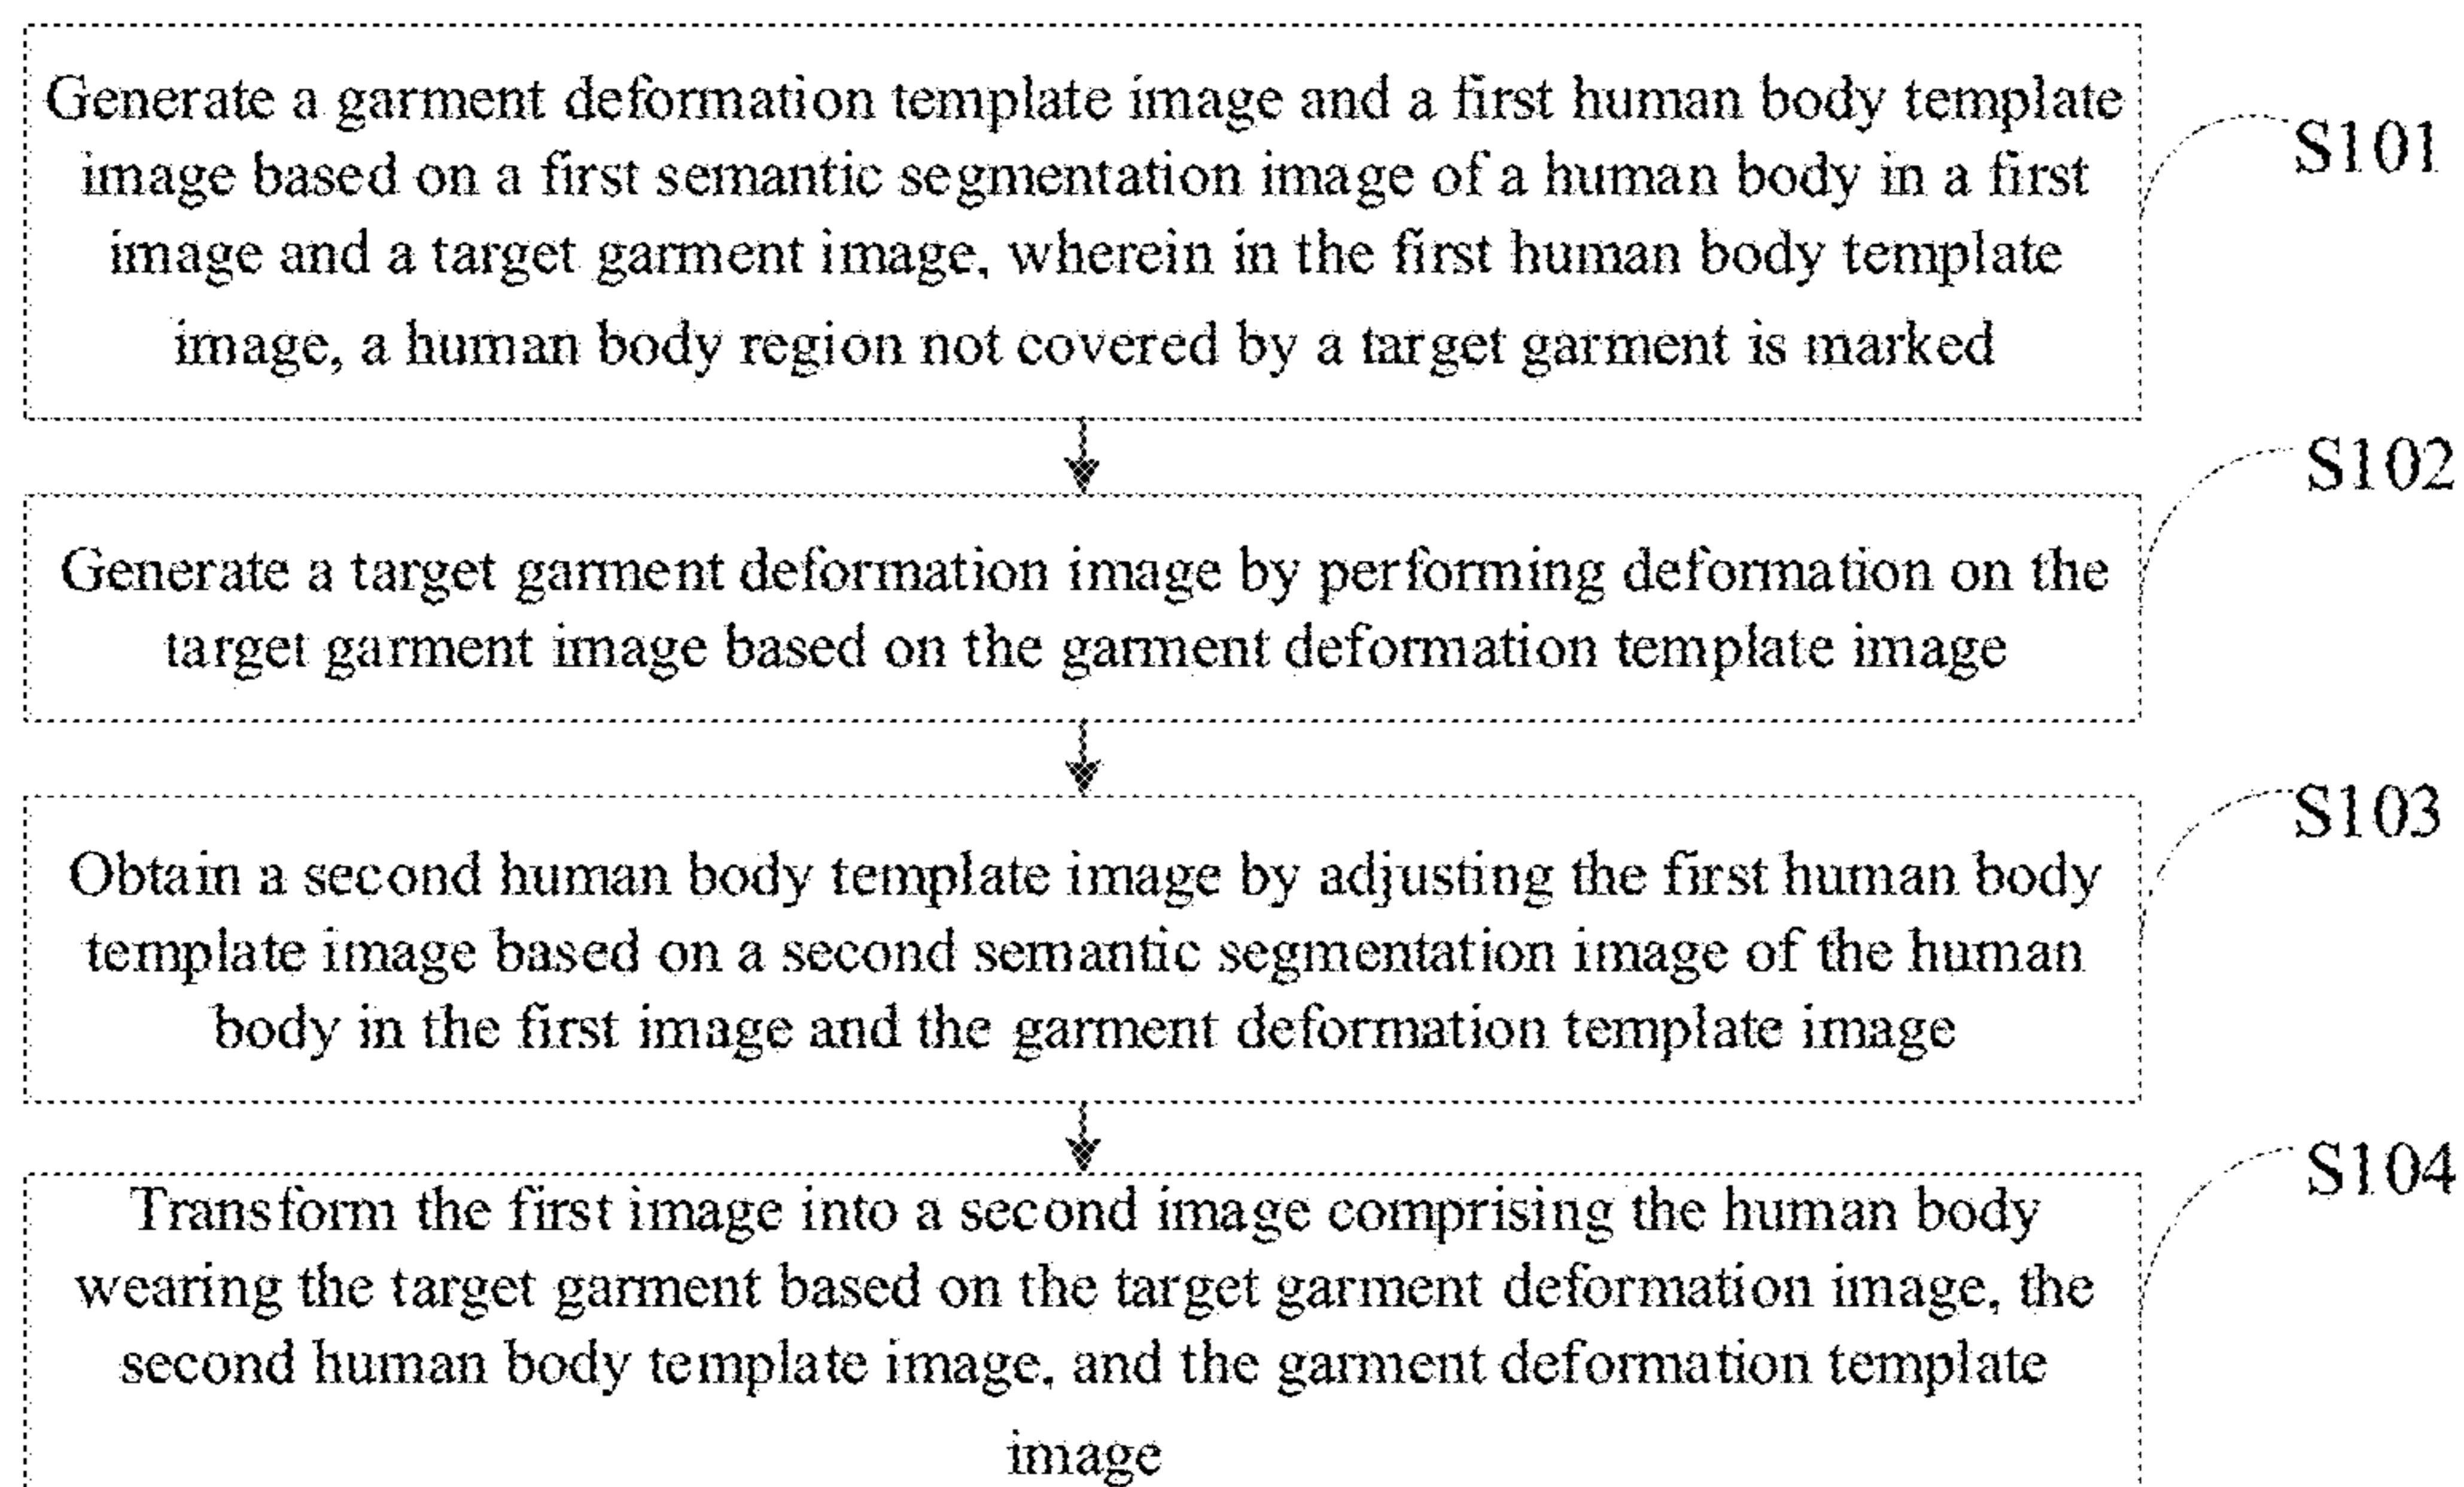 Generate a garment deformation template image and a first human body template
image based on a first semantic segmentation image of a human body in a first
image and a target garment image, wherein in the first human body template
image, a human body region not covered by a target garment is marked
S101
Generate a target garment deformation image by performing deformation on the
target garment image based on the garment deformation template image
S102
Obtain a second human body template image by adjusting the first human body
template image based on a second semantic segmentation image of the human
body in the first image and the garment deformation template image
S103
Transform the first image into a second image comprising the human body
wearing the target garment based on the target garment deformation image, the
second human body template image, and the garment deformation template
image
S104